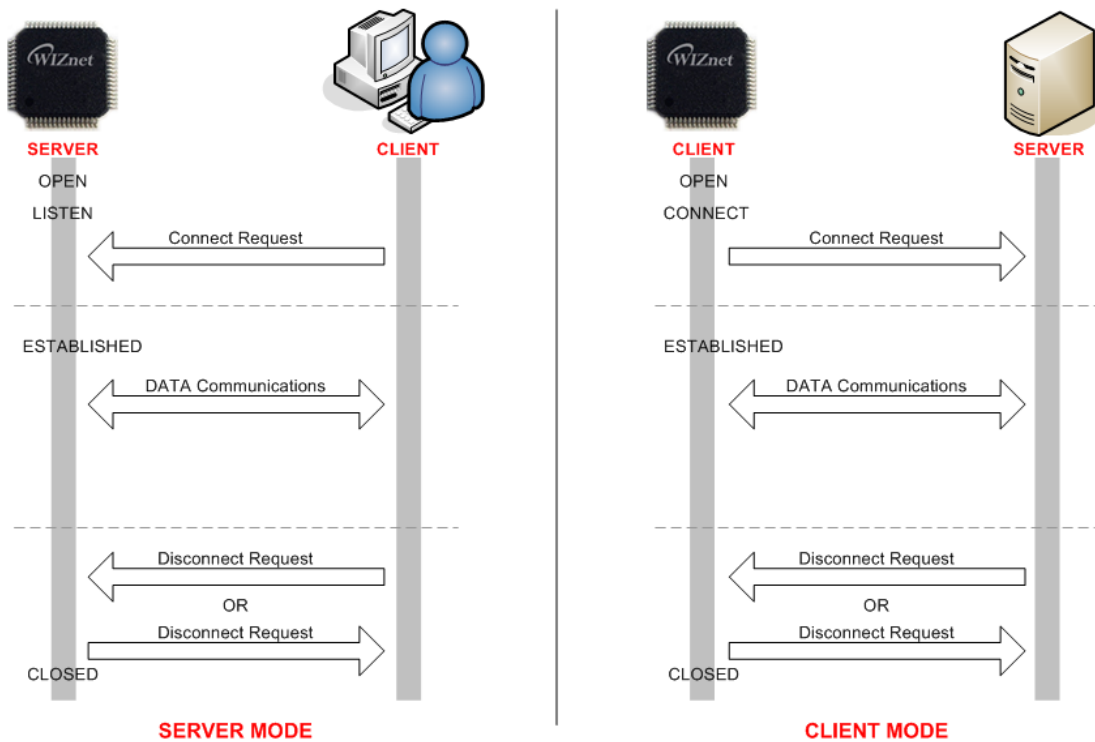 WIZnet
SERVER
CLIENT
OPEN
LISTEN
Connect Request
ESTABLISHED
DATA Communications
Disconnect Request
OR
Disconnect Request
CLOSED
SERVER MODE
WIZnet
CLIENT
SERVER
OPEN
CONNECT
Connect Request
ESTABLISHED
DATA Communications
Disconnect Request
OR
Disconnect Request
CLOSED
CLIENT MODE